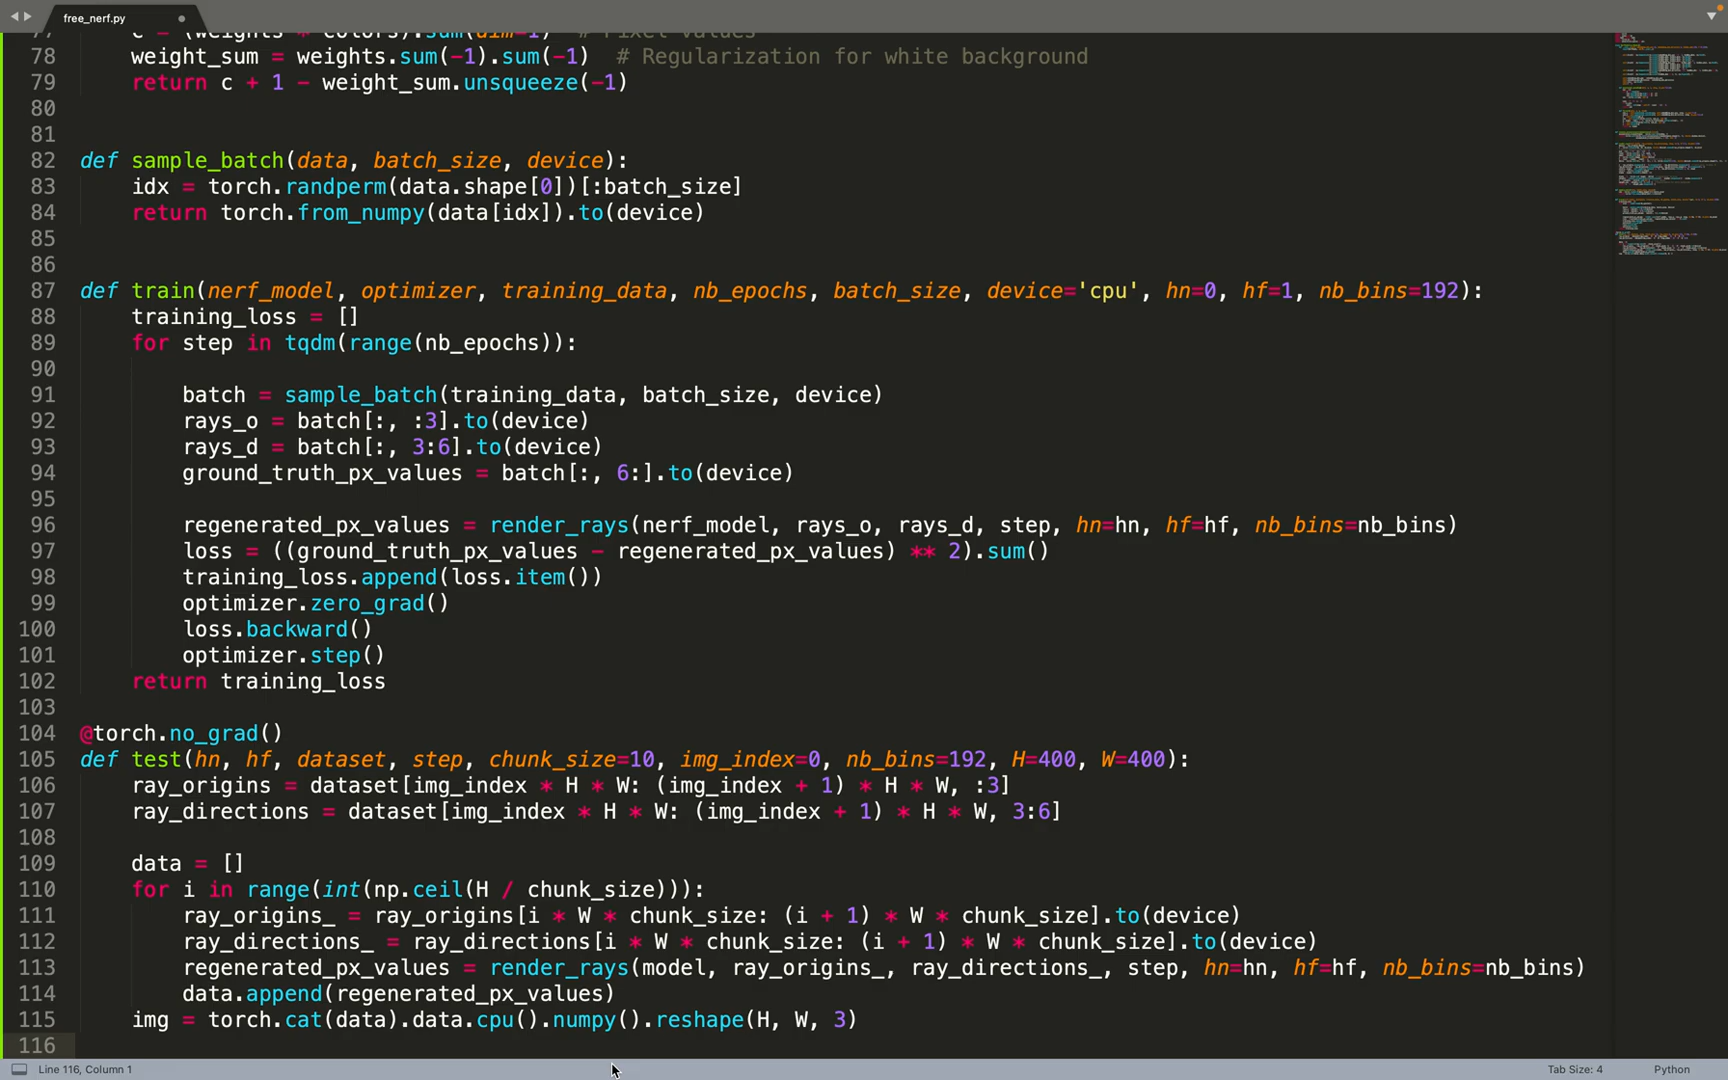 free_nerf.py
78 weight_sum = weights.sum(-1).sum(-1)  # Regularization for white background
79 return c + 1 - weight_sum.unsqueeze(-1)
80
81
82 def sample_batch(data, batch_size, device):
83 idx = torch.randperm(data.shape[0])[:batch_size]
84 return torch.from_numpy(data[idx]).to(device)
85
86
87 def train(nerf_model, optimizer, training_data, nb_epochs, batch_size, device='cpu', hn=0, hf=1, nb_bins=192):
88 training_loss = []
89 for step in tqdm(range(nb_epochs)):
90
91 batch = sample_batch(training_data, batch_size, device)
92 rays_o = batch[:, :3].to(device)
93 rays_d = batch[:, 3:6].to(device)
94 ground_truth_px_values = batch[:, 6:].to(device)
95
96 regenerated_px_values = render_rays(nerf_model, rays_o, rays_d, step, hn=hn, hf=hf, nb_bins=nb_bins)
97 loss = ((ground_truth_px_values - regenerated_px_values) ** 2).sum()
98 training_loss.append(loss.item())
99 optimizer.zero_grad()
100 loss.backward()
101 optimizer.step()
102 return training_loss
103
104 @torch.no_grad()
105 def test(hn, hf, dataset, step, chunk_size=10, img_index=0, nb_bins=192, H=400, W=400):
106 ray_origins = dataset[img_index * H * W: (img_index + 1) * H * W, :3]
107 ray_directions = dataset[img_index * H * W: (img_index + 1) * H * W, 3:6]
108
109 data = []
110 for i in range(int(np.ceil(H / chunk_size))):
111 ray_origins_ = ray_origins[i * W * chunk_size: (i + 1) * W * chunk_size].to(device)
112 ray_directions_ = ray_directions[i * W * chunk_size: (i + 1) * W * chunk_size].to(device)
113 regenerated_px_values = render_rays(model, ray_origins_, ray_directions_, step, hn=hn, hf=hf, nb_bins=nb_bins)
114 data.append(regenerated_px_values)
115 img = torch.cat(data).data.cpu().numpy().reshape(H, W, 3)
116
Line 116, Column 1
Tab Size: 4
Python